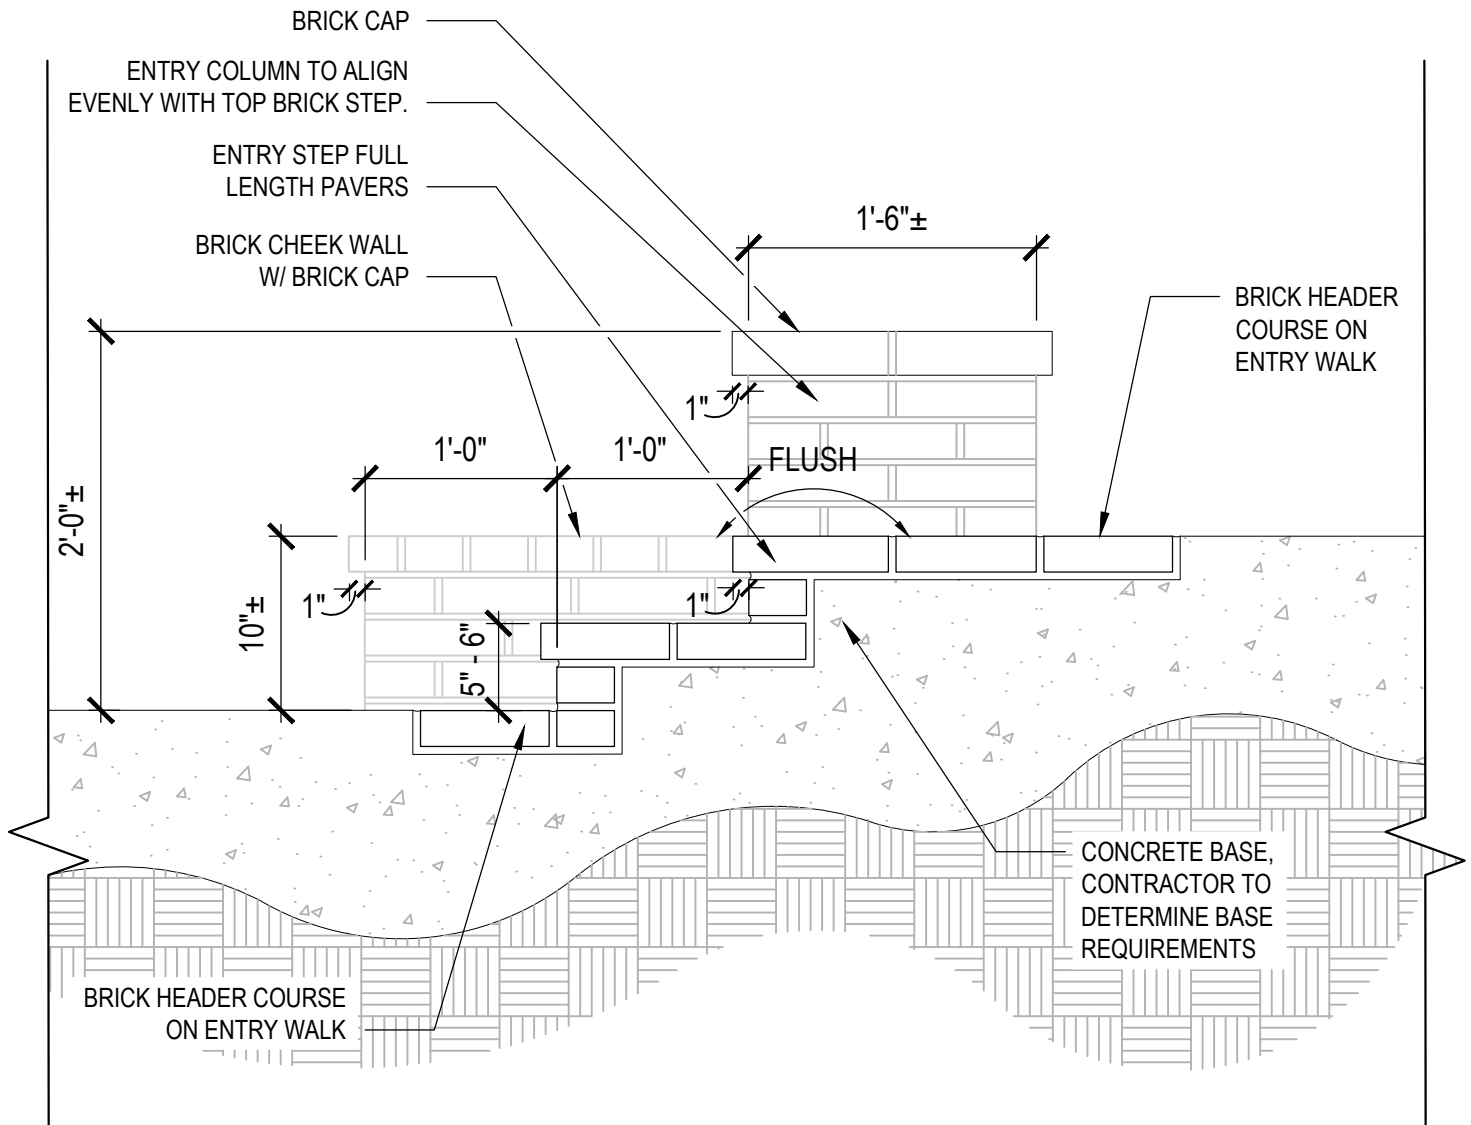 BRICK CAP
ENTRY COLUMN TO ALIGN
EVENLY WITH TOP BRICK STEP.
ENTRY STEP FULL
LENGTH PAVERS
BRICK CHEEK WALL
W/ BRICK CAP
1'-6"±
BRICK HEADER
COURSE ON
ENTRY WALK
1"
1'-0"
1'-0"
FLUSH
2'-0"±
10"±
1"
1"
5" - 6"
CONCRETE BASE,
CONTRACTOR TO
DETERMINE BASE
REQUIREMENTS
BRICK HEADER COURSE
ON ENTRY WALK